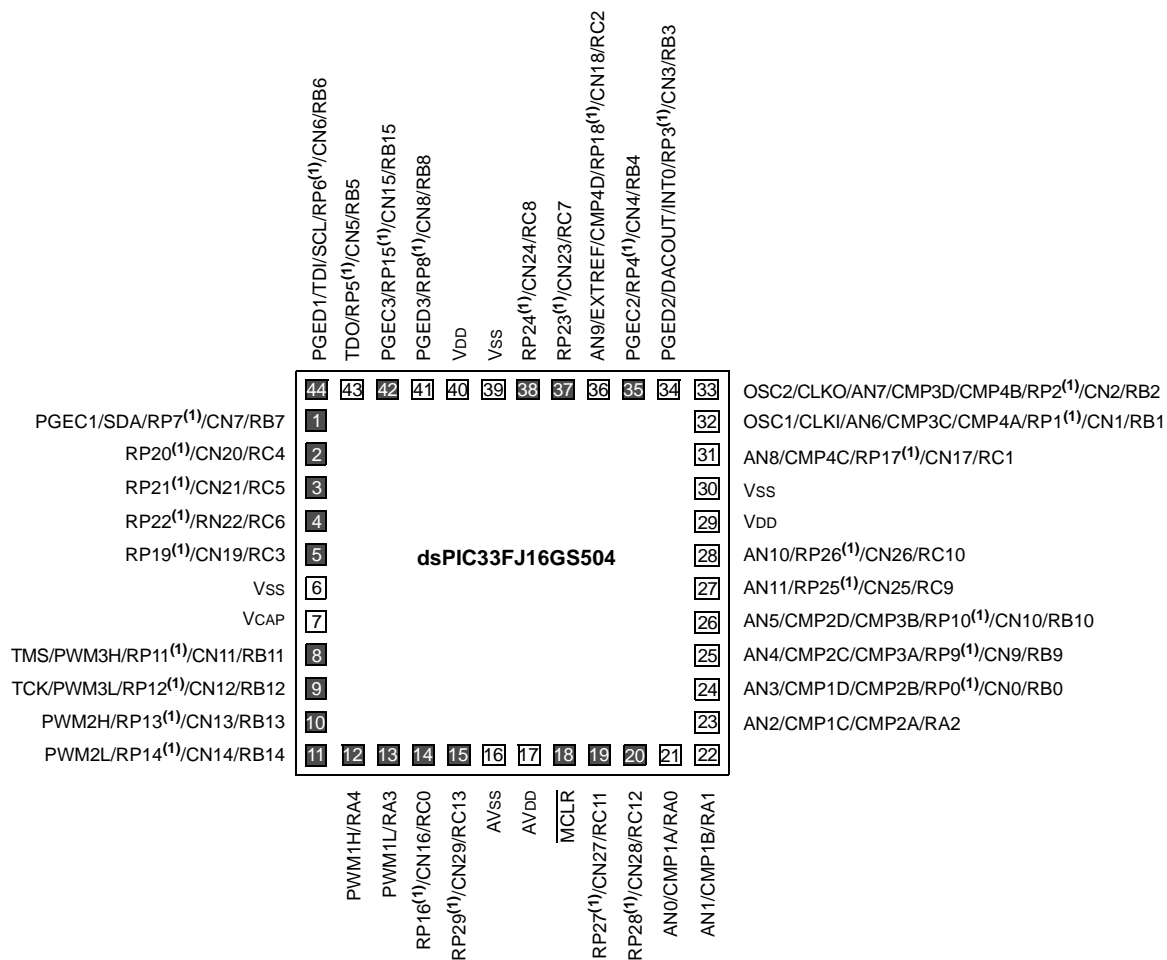 PGED1/TDI/SCL/RP6(1)/CN6/RB6
TDO/RP5(1)/CN5/RB5
PGEC3/RP15(1)/CN15/RB15
PGED3/RP8(1)/CN8/RB8
VDD
VSS
RP24(1)/CN24/RC8
RP23(1)/CN23/RC7
AN9/EXTREF/CMP4D/RP18(1)/CN18/RC2
PGEC2/RP4(1)/CN4/RB4
PGED2/DACOUT/INT0/RP3(1)/CN3/RB3
44 43 42 41 40 39 38 37 36 35 34 33 OSC2/CLKO/AN7/CMP3D/CMP4B/RP2(1)/CN2/RB2
PGEC1/SDA/RP7(1)/CN7/RB7 1 32 OSC1/CLKI/AN6/CMP3C/CMP4A/RP1(1)/CN1/RB1
RP20(1)/CN20/RC4 2 31 AN8/CMP4C/RP17(1)/CN17/RC1
RP21(1)/CN21/RC5 3 30 VSS
RP22(1)/RN22/RC6 4 29 VDD
RP19(1)/CN19/RC3 5 dsPIC33FJ16GS504 28 AN10/RP26(1)/CN26/RC10
VSS 6 27 AN11/RP25(1)/CN25/RC9
VCAP 7 26 AN5/CMP2D/CMP3B/RP10(1)/CN10/RB10
TMS/PWM3H/RP11(1)/CN11/RB11 8 25 AN4/CMP2C/CMP3A/RP9(1)/CN9/RB9
TCK/PWM3L/RP12(1)/CN12/RB12 9 24 AN3/CMP1D/CMP2B/RP0(1)/CN0/RB0
PWM2H/RP13(1)/CN13/RB13 10 23 AN2/CMP1C/CMP2A/RA2
PWM2L/RP14(1)/CN14/RB14 11 12 13 14 15 16 17 18 19 20 21 22
PWM1H/RA4
PWM1L/RA3
RP16(1)/CN16/RC0
RP29(1)/CN29/RC13
AVSS
AVDD
MCLR
RP27(1)/CN27/RC11
RP28(1)/CN28/RC12
AN0/CMP1A/RA0
AN1/CMP1B/RA1